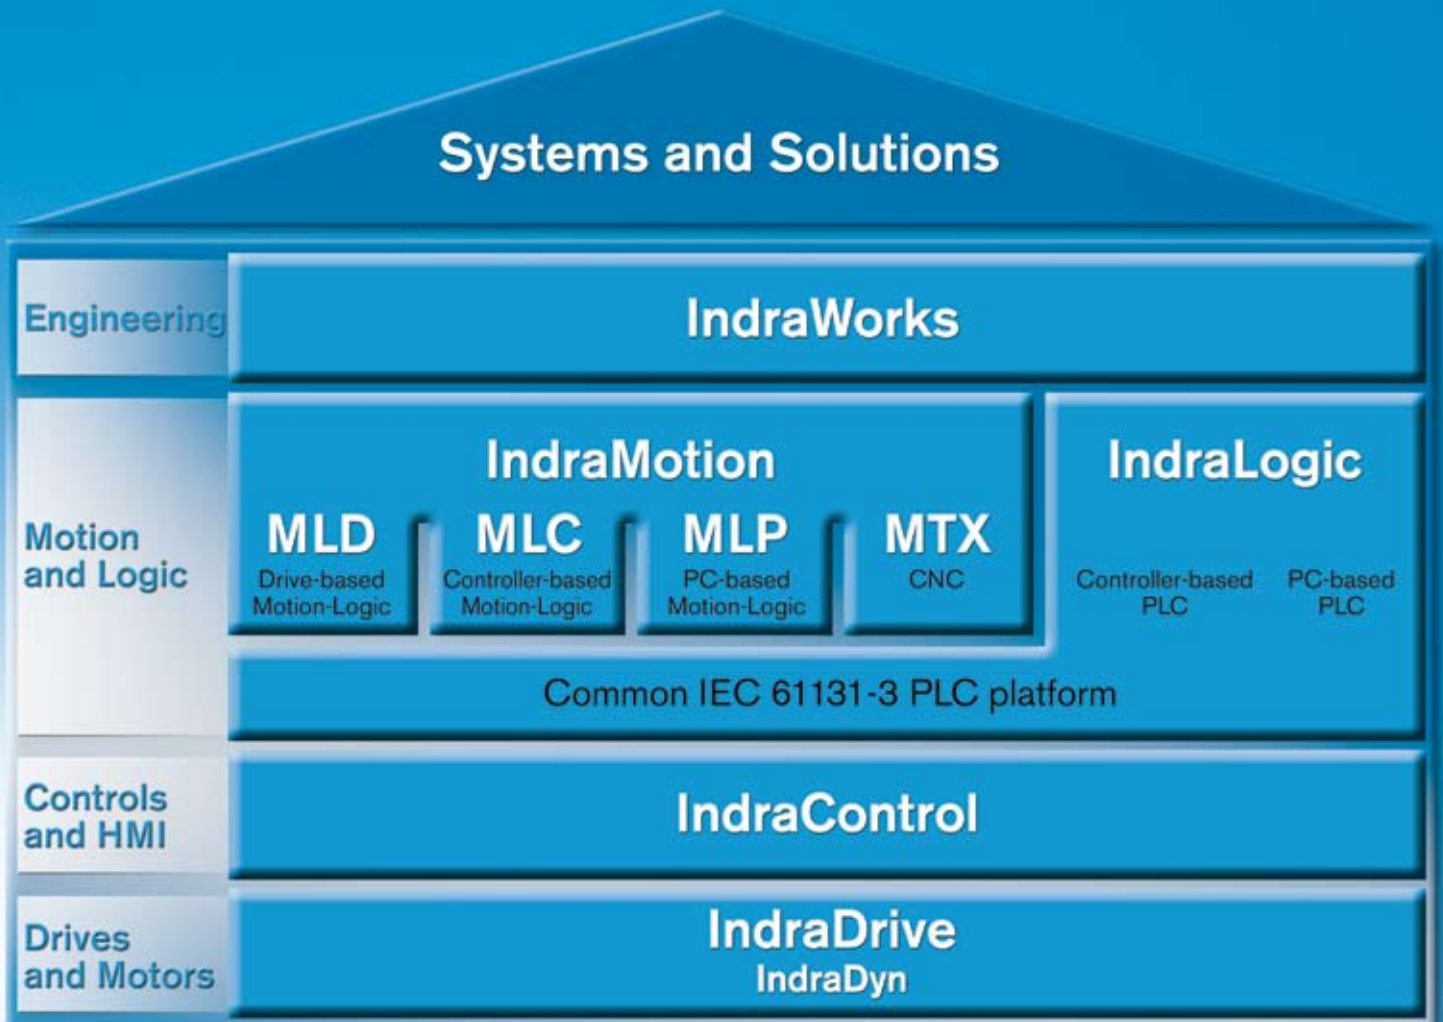 Systems and Solutions
Engineering
IndraWorks
Motion
and Logic
IndraMotion
MLD
Drive-based
Motion-Logic
MLC
Controller-based
Motion-Logic
MLP
PC-based
Motion-Logic
MTX
CNC
IndraLogic
Controller-based
PLC
PC-based
PLC
Common IEC 61131-3 PLC platform
Controls
and HMI
IndraControl
Drives
and Motors
IndraDrive
IndraDyn